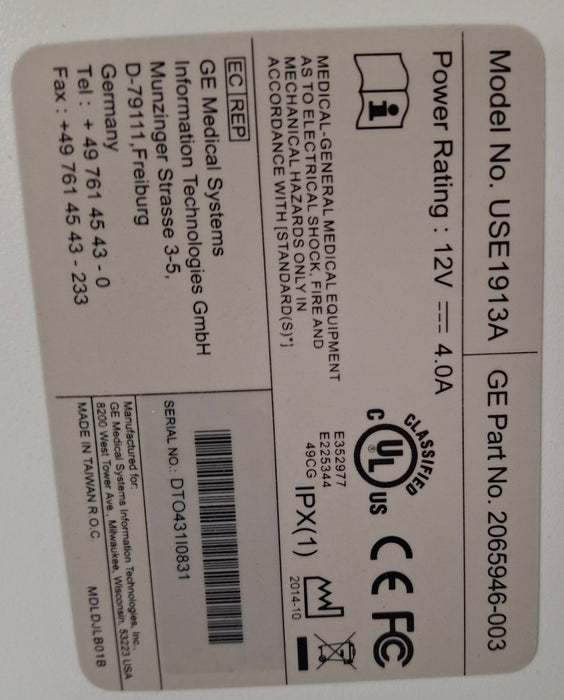 Model No. USE1913A
GE Part No. 2065946-003
Power Rating : 12V ⎓ 4.0A
i
MEDICAL-GENERAL MEDICAL EQUIPMENT
AS TO ELECTRICAL SHOCK, FIRE AND
MECHANICAL HAZARDS ONLY IN
ACCORDANCE WITH [STANDARD(S)*]
CLASSIFIED
C UL ® US
CE FC
E352977
E225344
49CG
IPX(1)
2014-10
EC REP
GE Medical Systems
Information Technologies GmbH
Munzinger Strasse 3-5,
D-79111,Freiburg
Germany
Tel : + 49 761 45 43 - 0
Fax : +49 761 45 43 - 233
SERIAL NO.: DTO431I0831
Manufactured for:
GE Medical Systems Information Technologies, Inc.,
8200 West Tower Ave., Milwaukee, Wisconsin, 53223 USA
MADE IN TAIWAN R.O.C. MDLDJLB01B